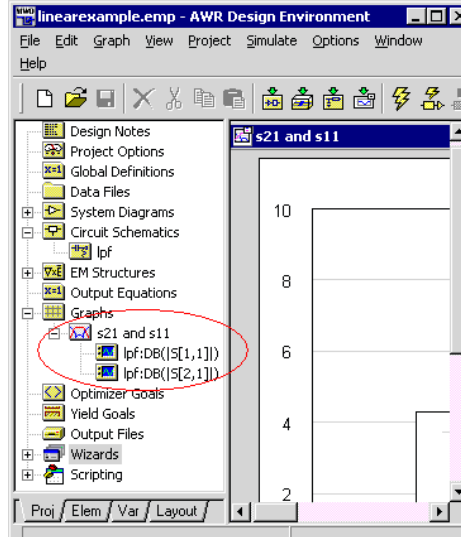 linearexample.emp - AWR Design Environment
File Edit Graph View Project Simulate Options Window
Help
Design Notes
Project Options
Global Definitions
Data Files
System Diagrams
Circuit Schematics
lpf
EM Structures
Output Equations
Graphs
s21 and s11
lpf:DB(|S[1,1]|)
lpf:DB(|S[2,1]|)
Optimizer Goals
Yield Goals
Output Files
Wizards
Scripting
Proj Elem Var Layout
s21 and s11
10
8
6
4
2